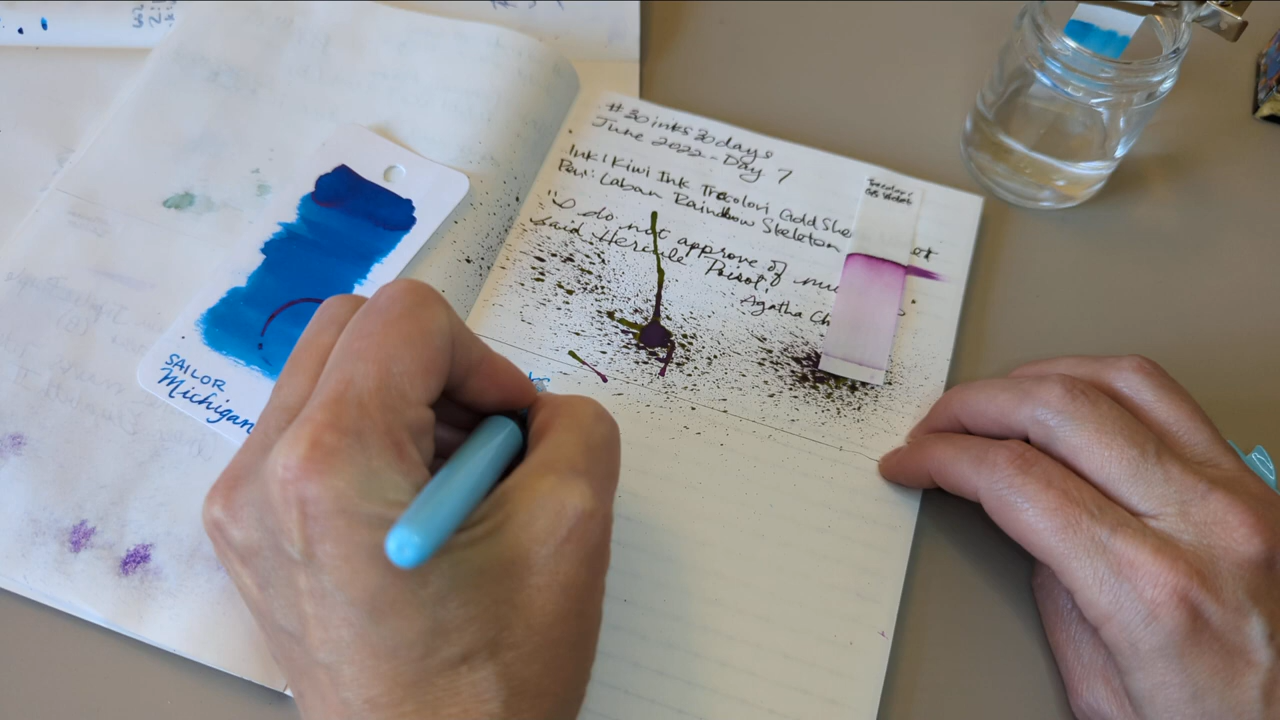 SAILOR
Michigan
#30inks30days
June 2022 - Day 7
Ink: Kiwi Ink Tricolori Gold She
Pen: Laban Rainbow Skeleton
"I do not approve of
said Hercule Poirot.
Agatha Ch
Tricolori